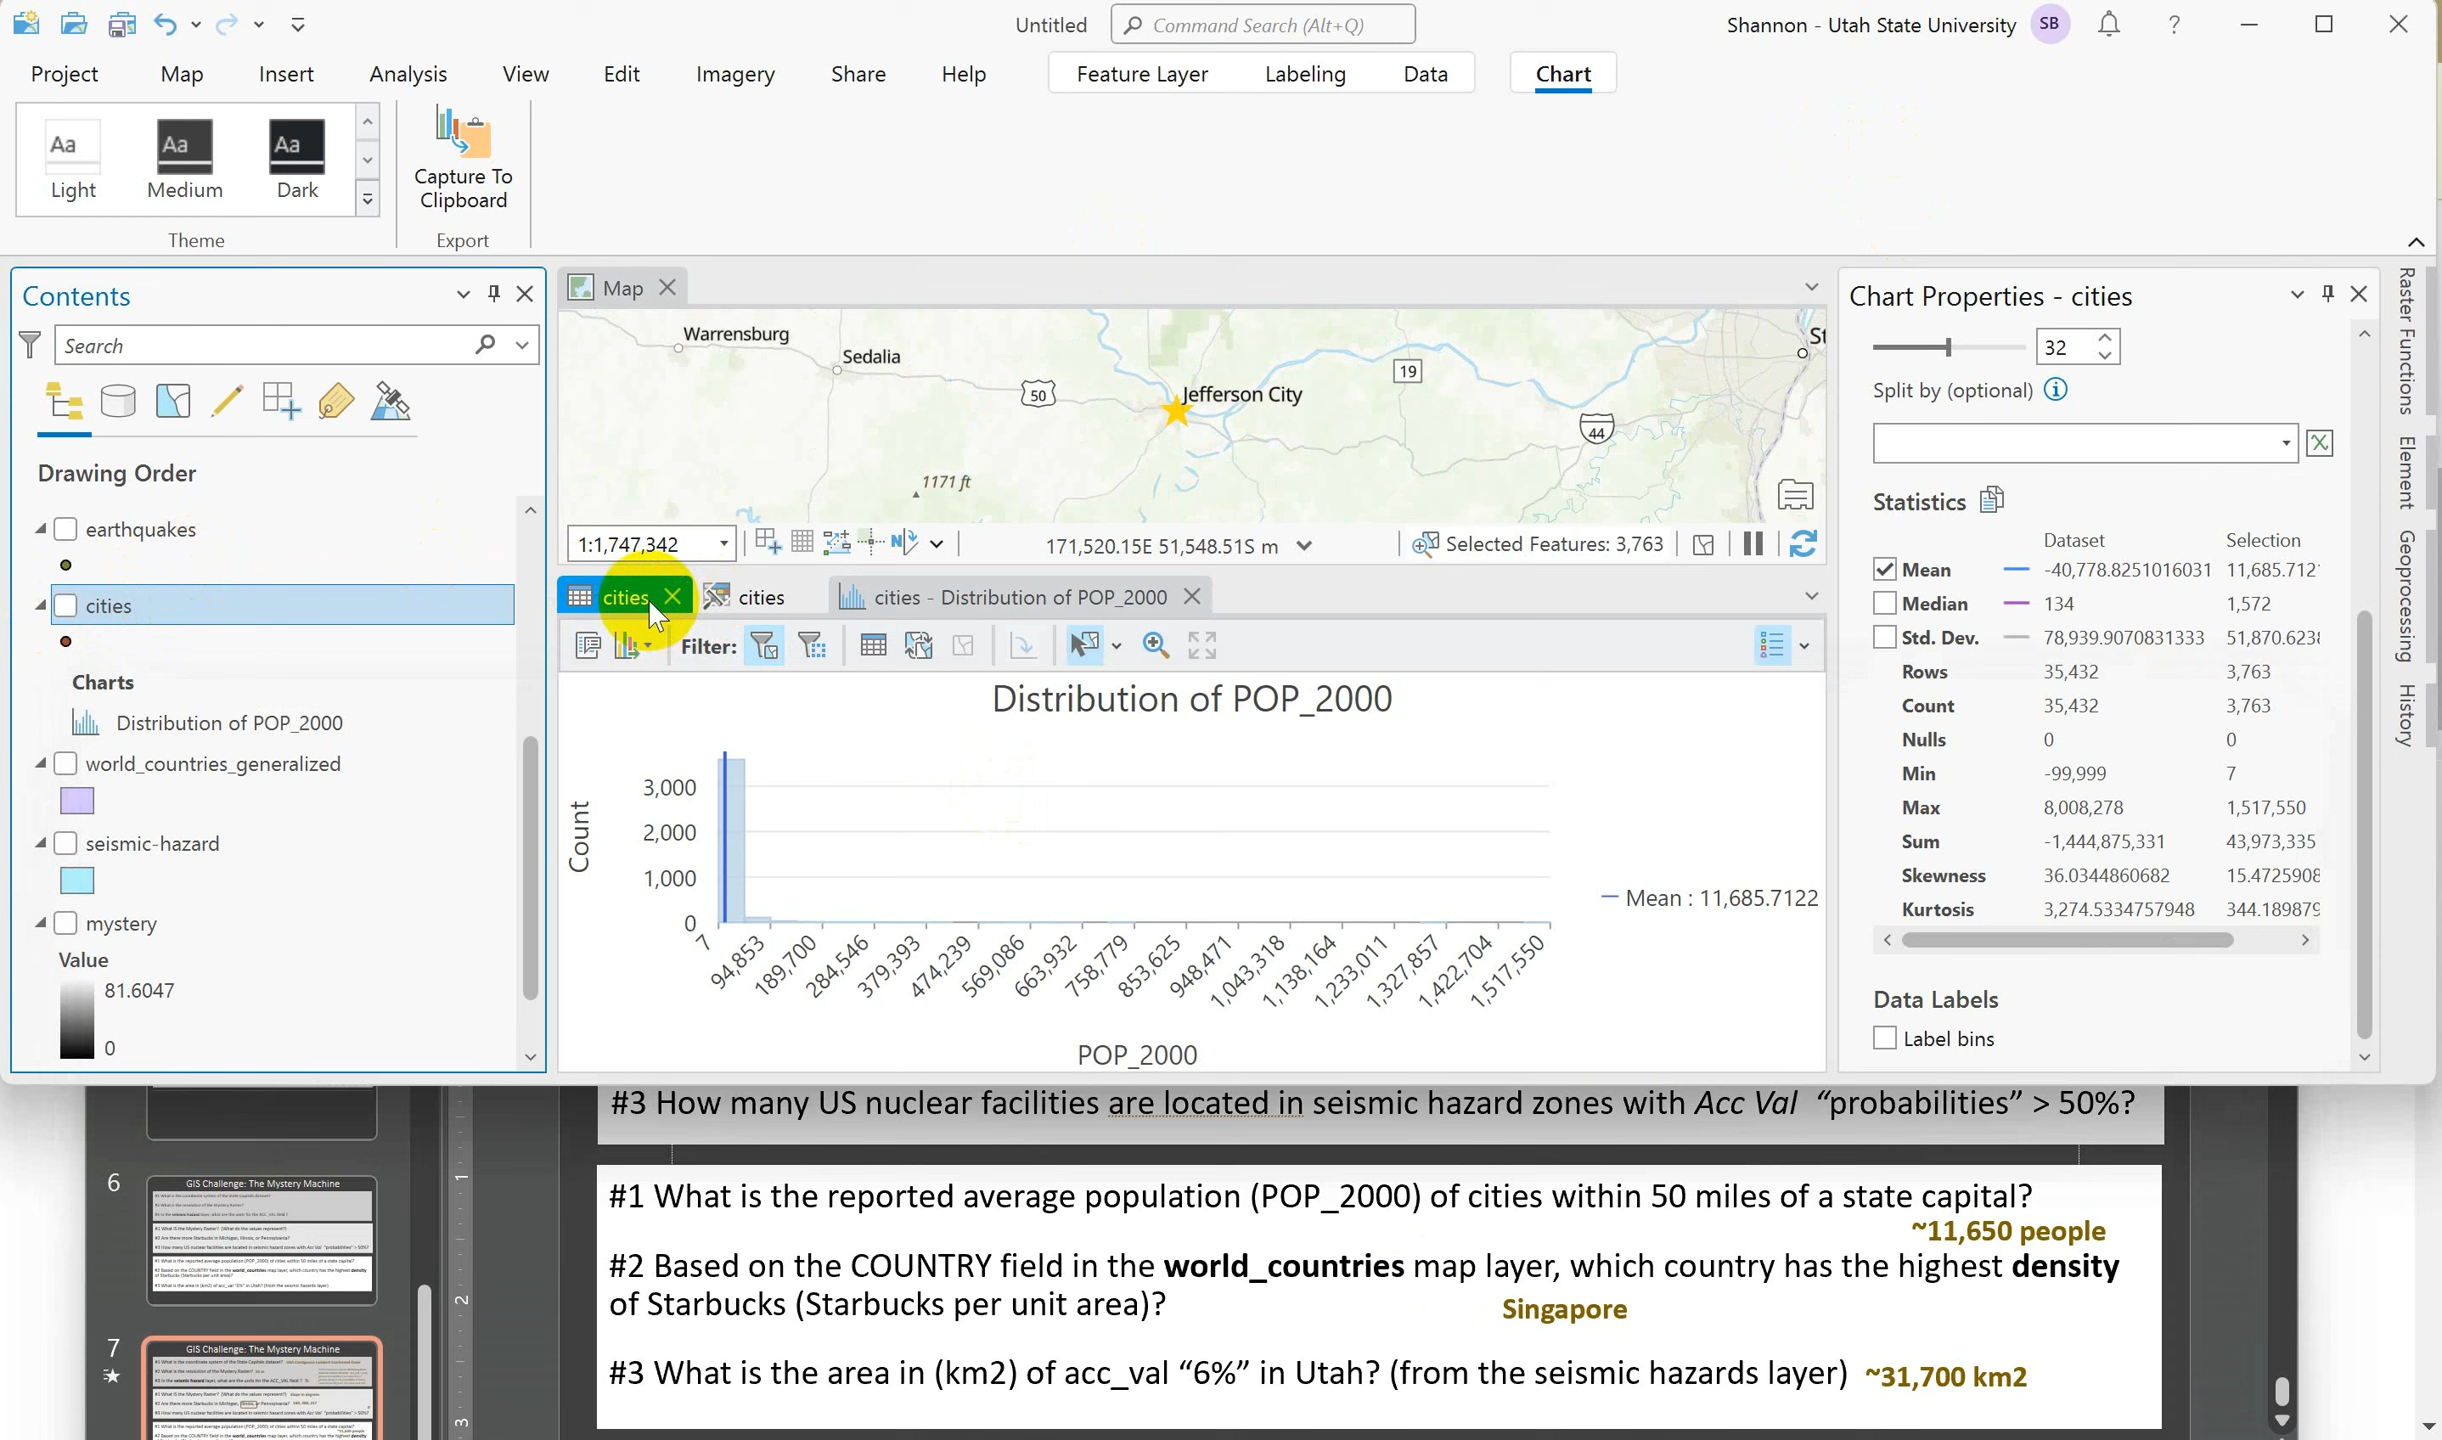 Untitled
Command Search (Alt+Q)
Shannon - Utah State University
SB
?
Project Map Insert Analysis View Edit Imagery Share Help Feature Layer Labeling Data Chart
Aa Aa Aa
Light Medium Dark
Theme
Capture To
Clipboard
Export
Contents
Search
Drawing Order
earthquakes
cities
Charts
Distribution of POP_2000
world_countries_generalized
seismic-hazard
mystery
Value
81.6047
0
Map
Warrensburg
Sedalia
50
Jefferson City
19
St
44
1171 ft
1:1,747,342
N
171,520.15E 51,548.51S m
Selected Features: 3,763
cities
cities
cities - Distribution of POP_2000
Filter:
Distribution of POP_2000
Count
3,000
2,000
1,000
0
7 94,853 189,700 284,546 379,393 474,239 569,086 663,932 758,779 853,625 948,471 1,043,318 1,138,164 1,233,011 1,327,857 1,422,704 1,517,550
POP_2000
Mean : 11,685.7122
Chart Properties - cities
32
Split by (optional)
Statistics
Dataset Selection
Mean -40,778.8251016031 11,685.712
Median 134 1,572
Std. Dev. 78,939.9070831333 51,870.623
Rows 35,432 3,763
Count 35,432 3,763
Nulls 0 0
Min -99,999 7
Max 8,008,278 1,517,550
Sum -1,444,875,331 43,973,335
Skewness 36.0344860682 15.4725908
Kurtosis 3,274.5334757948 344.189879
Data Labels
Label bins
Raster Functions
Element
Geoprocessing
History
#3 How many US nuclear facilities are located in seismic hazard zones with Acc Val “probabilities” > 50%?
#1 What is the reported average population (POP_2000) of cities within 50 miles of a state capital?
~11,650 people
#2 Based on the COUNTRY field in the world_countries map layer, which country has the highest density
of Starbucks (Starbucks per unit area)?
Singapore
#3 What is the area in (km2) of acc_val “6%” in Utah? (from the seismic hazards layer) ~31,700 km2
6
GIS Challenge: The Mystery Machine
7
GIS Challenge: The Mystery Machine
1
2
3